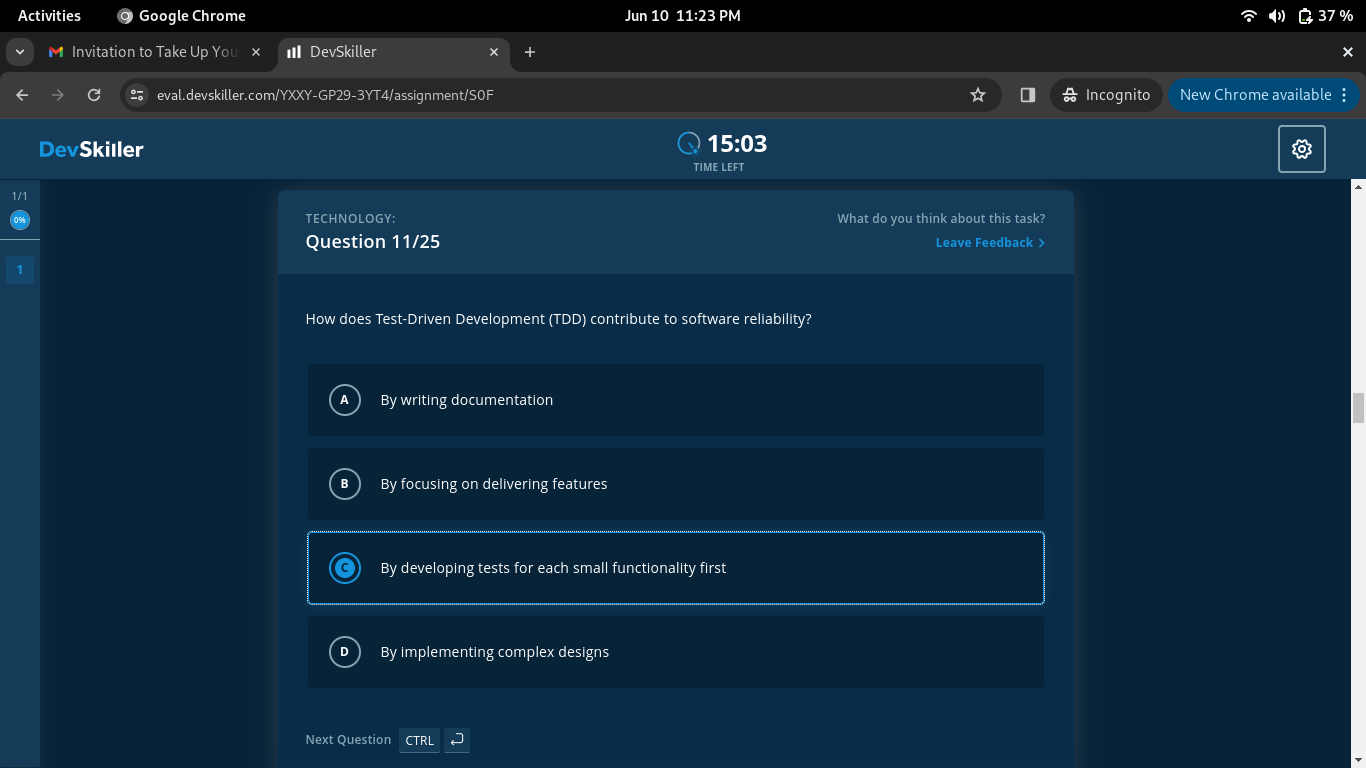 Activities Google Chrome Jun 10 11:23 PM 37 %
Invitation to Take Up You DevSkiller
eval.devskiller.com/YXXY-GP29-3YT4/assignment/S0F Incognito New Chrome available
DevSkiller 15:03
TIME LEFT
1/1
0%
1
TECHNOLOGY: What do you think about this task?
Question 11/25 Leave Feedback
How does Test-Driven Development (TDD) contribute to software reliability?
A By writing documentation
B By focusing on delivering features
C By developing tests for each small functionality first
D By implementing complex designs
Next Question CTRL